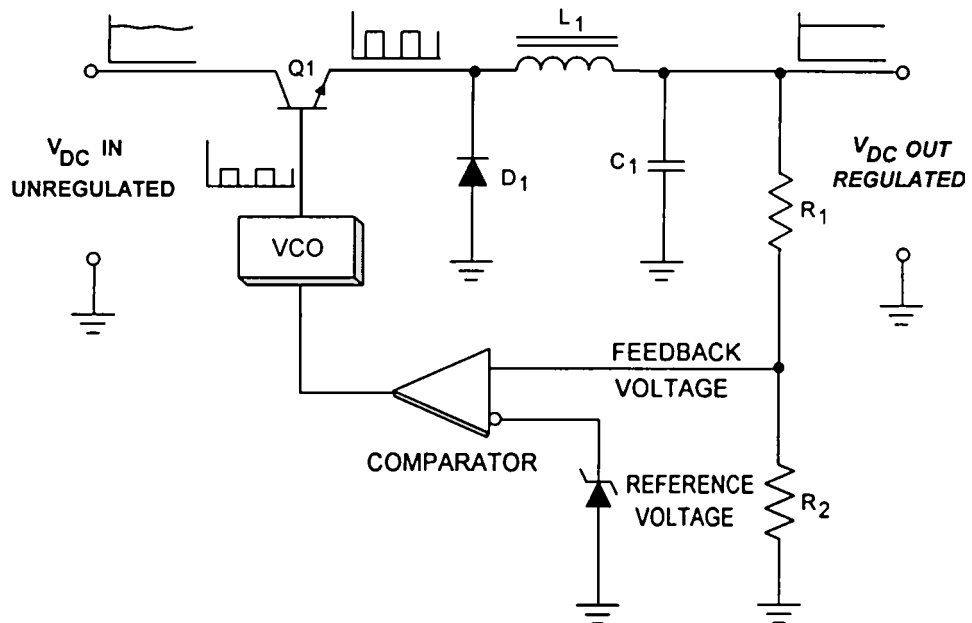 L1
Q1
VDC IN
UNREGULATED
D1
C1
VDC OUT
REGULATED
R1
VCO
FEEDBACK
VOLTAGE
COMPARATOR
REFERENCE
VOLTAGE
R2